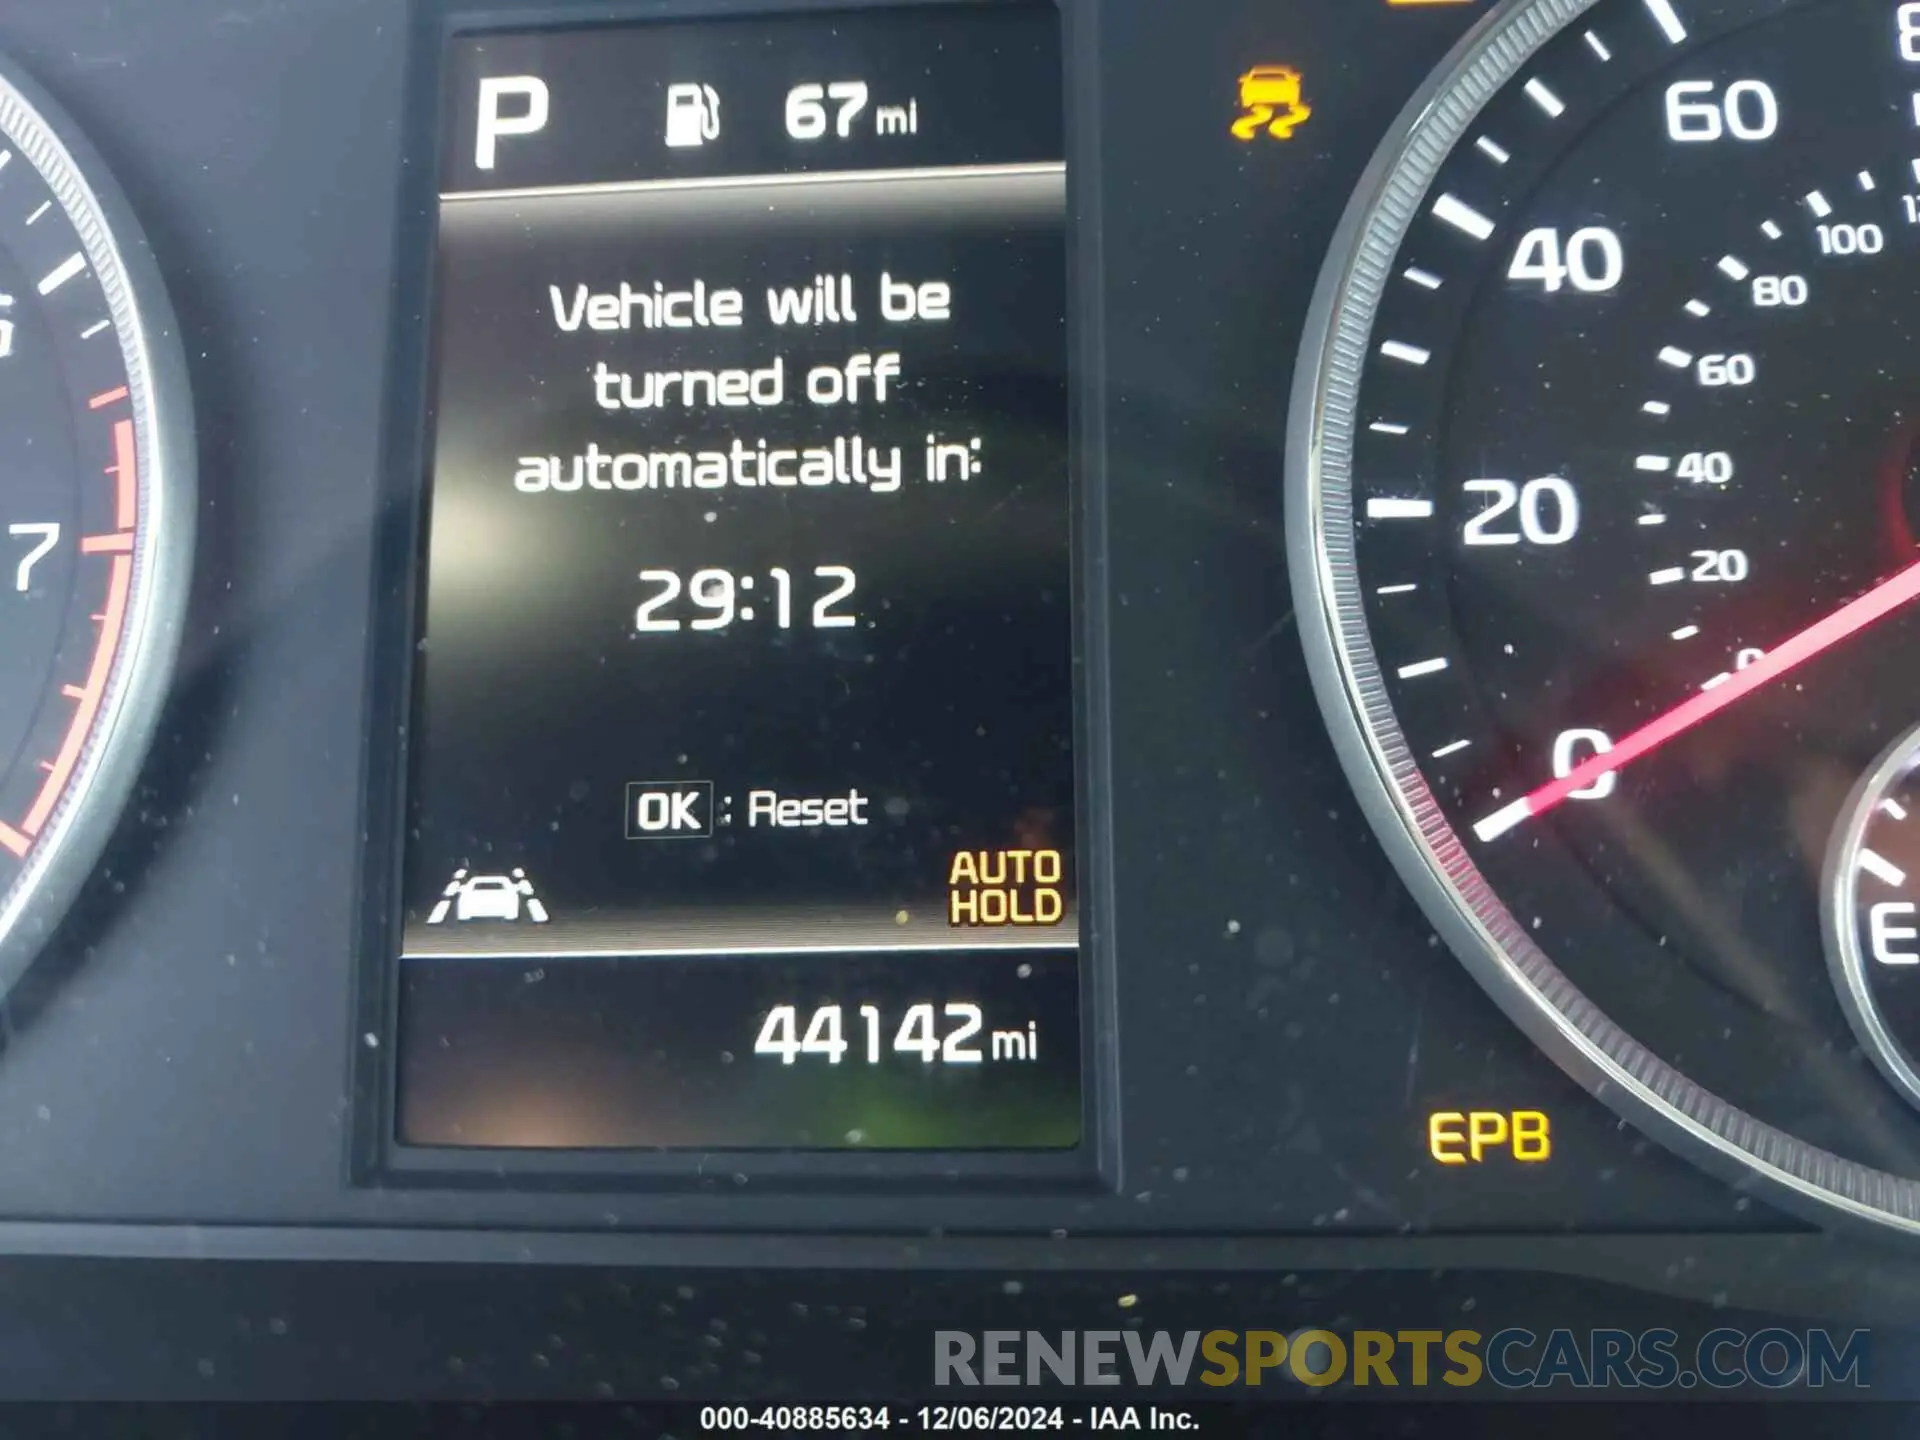 P 67 mi
Vehicle will be
turned off
automatically in:
29:12
OK : Reset
AUTO
HOLD
44142 mi
7
60
40
20
0
100
80
60
40
20
0
E
EPB
RENEWSPORTSCARS.COM
000-40885634 - 12/06/2024 - IAA Inc.